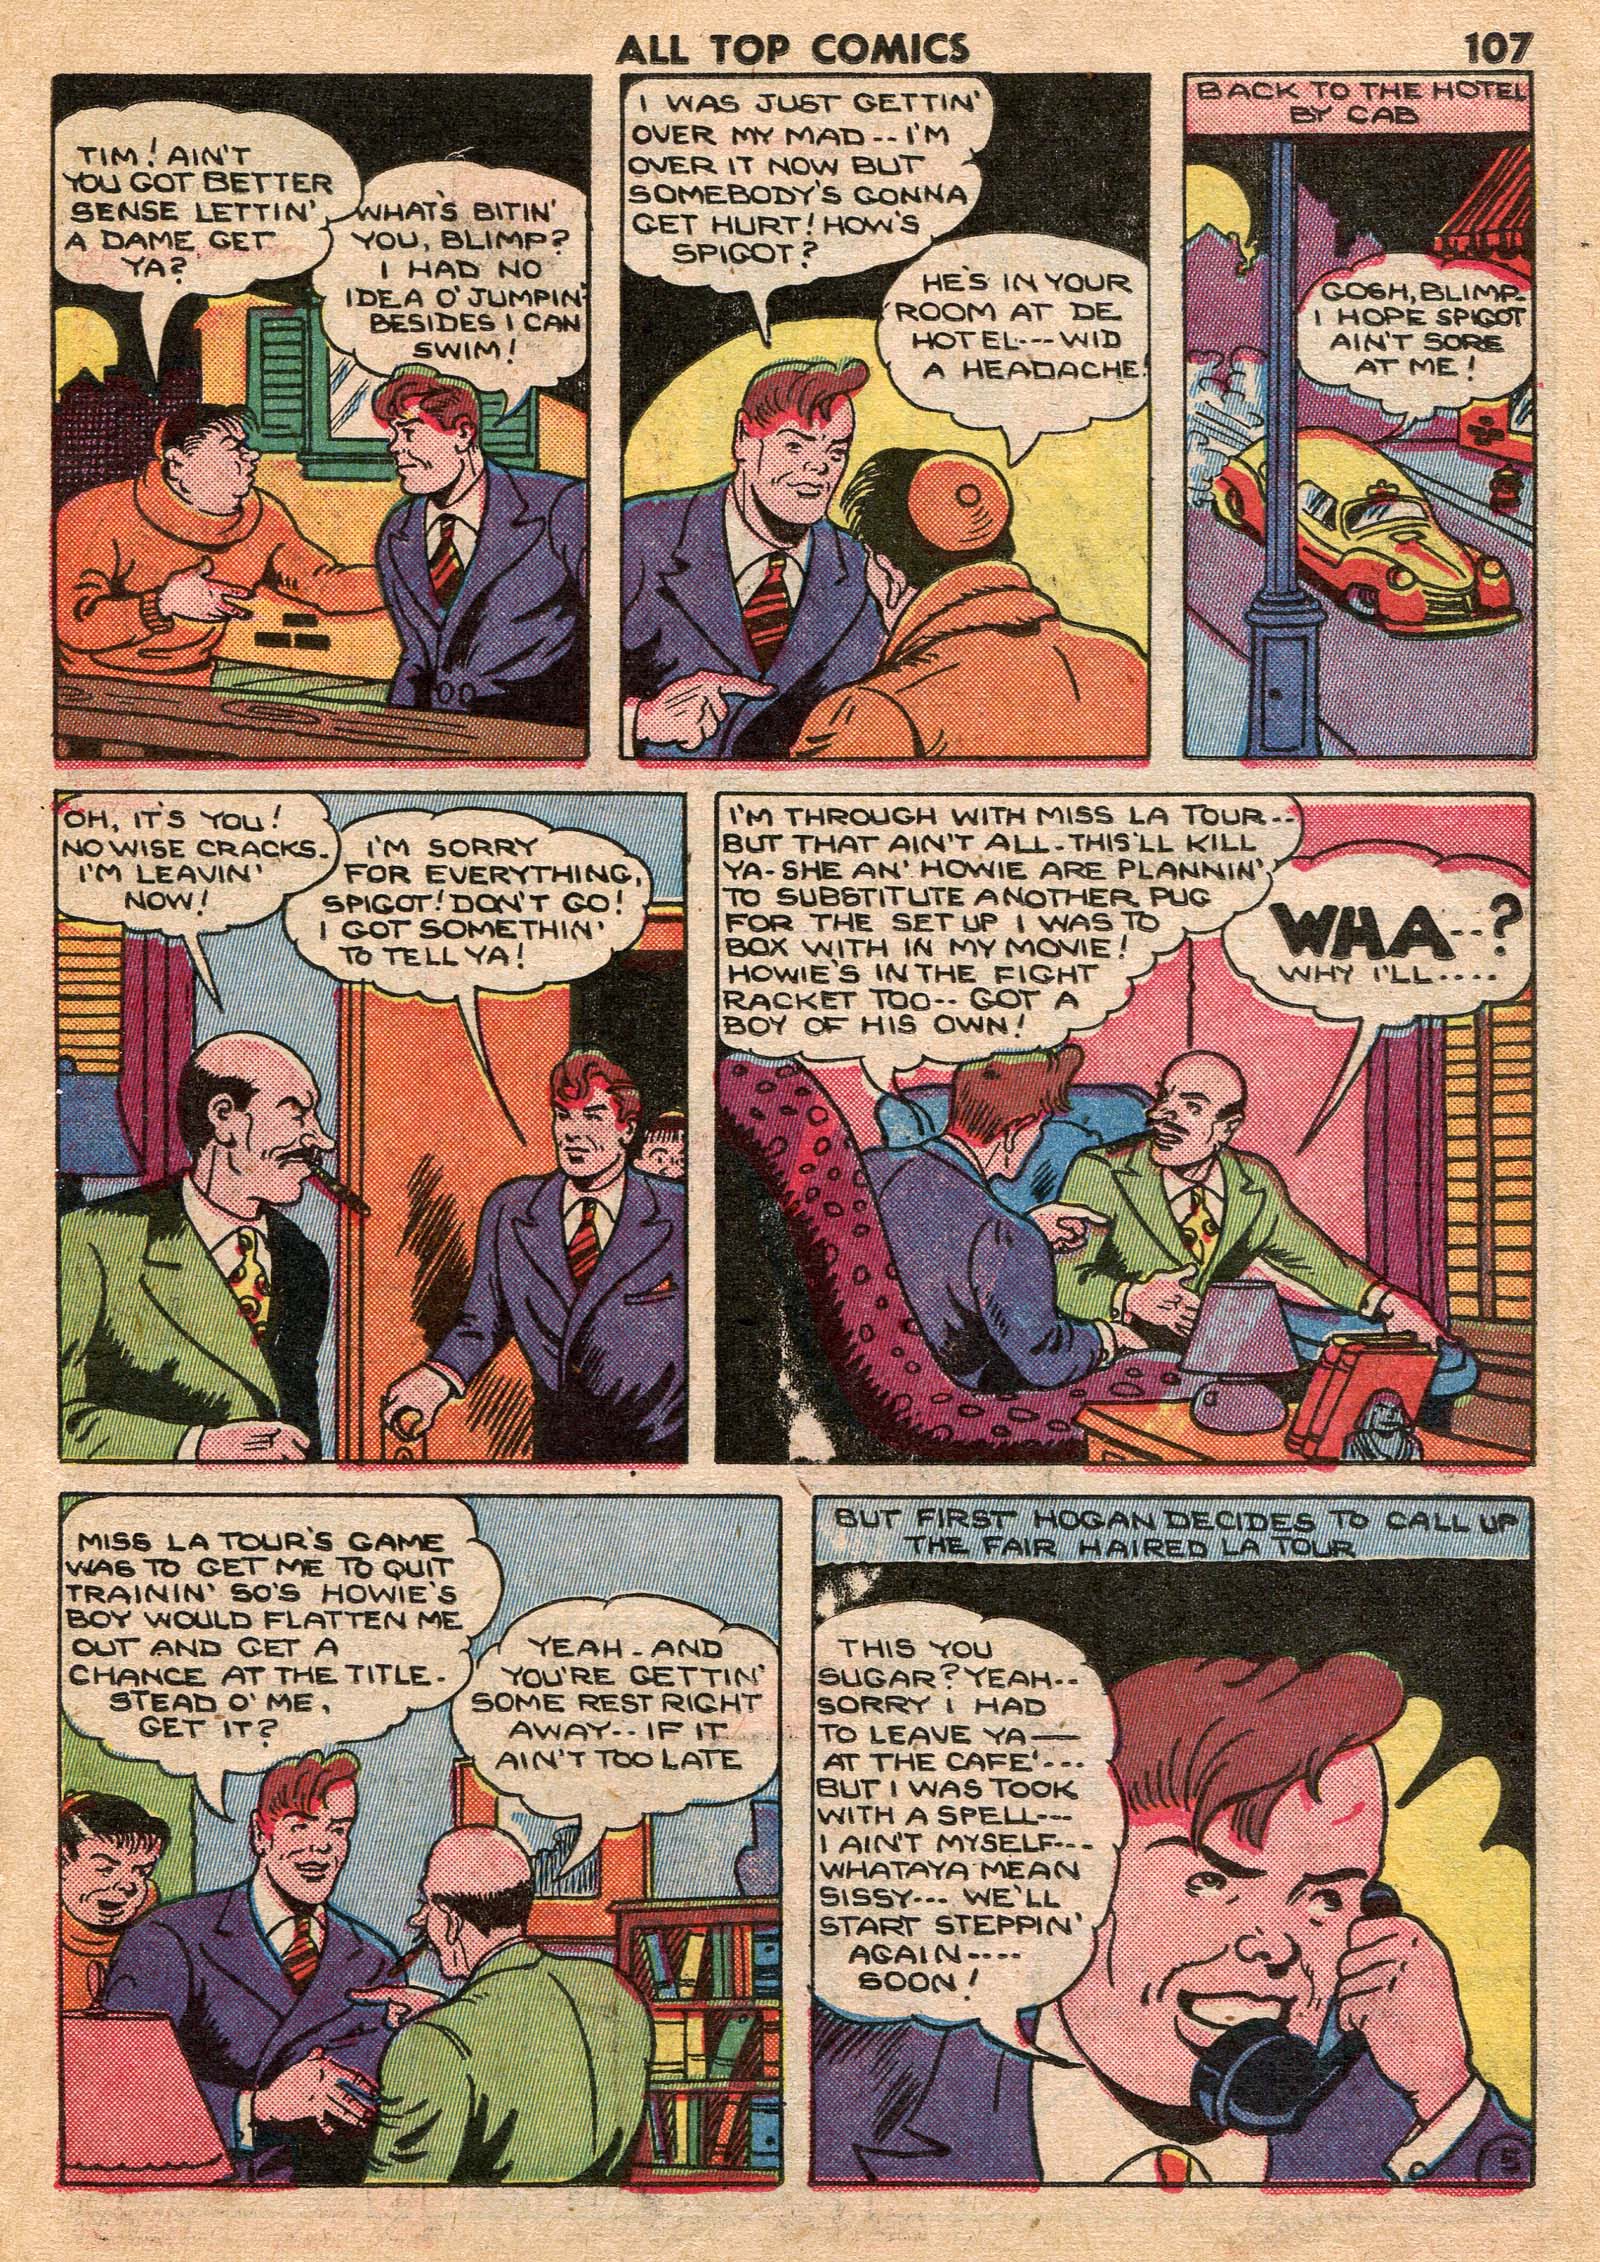 ALL TOP COMICS
107
TIM! AIN'T
YOU GOT BETTER
SENSE LETTIN'
A DAME GET
YA?
WHAT'S BITIN'
YOU, BLIMP?
I HAD NO
IDEA O' JUMPIN'
BESIDES I CAN
SWIM!
I WAS JUST GETTIN'
OVER MY MAD -- I'M
OVER IT NOW BUT
SOMEBODY'S GONNA
GET HURT! HOW'S
SPIGOT?
HE'S IN YOUR
ROOM AT DE
HOTEL --- WID
A HEADACHE!
BACK TO THE HOTEL
BY CAB
GOSH, BLIMP-
I HOPE SPIGOT
AIN'T SORE
AT ME!
OH, IT'S YOU!
NO WISE CRACKS-
I'M LEAVIN'
NOW!
I'M SORRY
FOR EVERYTHING,
SPIGOT! DON'T GO!
I GOT SOMETHIN'
TO TELL YA!
I'M THROUGH WITH MISS LA TOUR--
BUT THAT AIN'T ALL - THIS'LL KILL
YA - SHE AN' HOWIE ARE PLANNIN'
TO SUBSTITUTE ANOTHER PUG
FOR THE SET UP I WAS TO
BOX WITH IN MY MOVIE!
HOWIE'S IN THE FIGHT
RACKET TOO -- GOT A
BOY OF HIS OWN!
WHA --?
WHY I'LL ....
MISS LA TOUR'S GAME
WAS TO GET ME TO QUIT
TRAININ' SO'S HOWIE'S
BOY WOULD FLATTEN ME
OUT AND GET A
CHANCE AT THE TITLE-
STEAD O' ME,
GET IT?
YEAH - AND
YOU'RE GETTIN'
SOME REST RIGHT
AWAY -- IF IT
AIN'T TOO LATE
BUT FIRST HOGAN DECIDES TO CALL UP
THE FAIR HAIRED LA TOUR
THIS YOU
SUGAR? YEAH--
SORRY I HAD
TO LEAVE YA —
AT THE CAFE'---
BUT I WAS TOOK
WITH A SPELL---
I AIN'T MYSELF---
WHATAYA MEAN
SISSY --- WE'LL
START STEPPIN'
AGAIN ----
SOON!
5